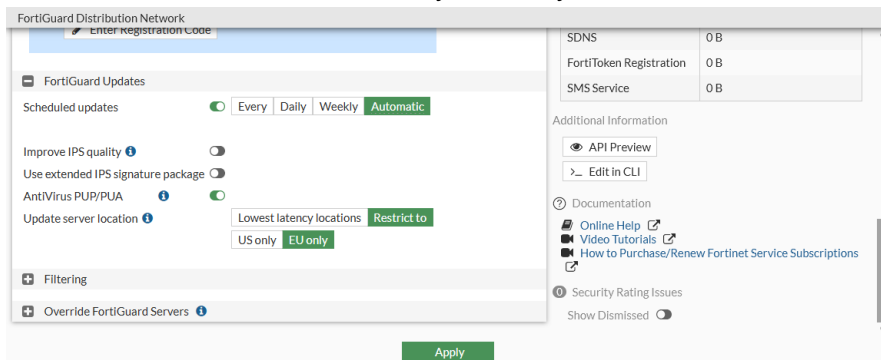 FortiGuard Distribution Network
Enter Registration Code
FortiGuard Updates
Scheduled updates Every Daily Weekly Automatic
Improve IPS quality
Use extended IPS signature package
AntiVirus PUP/PUA
Update server location Lowest latency locations Restrict to
US only EU only
Filtering
Override FortiGuard Servers
SDNS 0 B
FortiToken Registration 0 B
SMS Service 0 B
Additional Information
API Preview
>_ Edit in CLI
Documentation
Online Help
Video Tutorials
How to Purchase/Renew Fortinet Service Subscriptions
0 Security Rating Issues
Show Dismissed
Apply